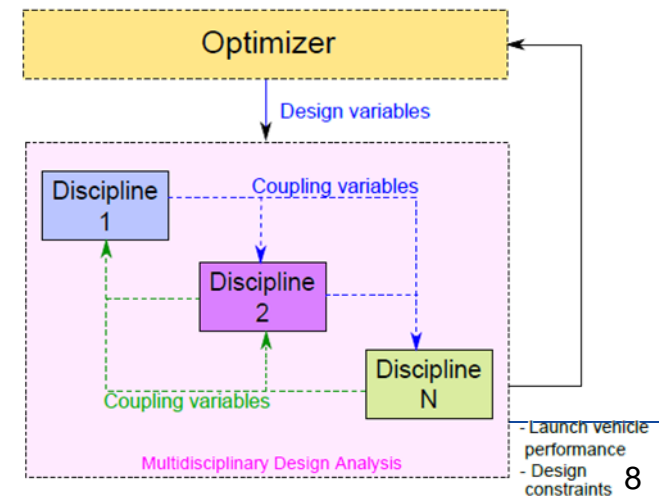 Optimizer
Design variables
Discipline
1
Coupling variables
Discipline
2
Discipline
N
Coupling variables
Multidisciplinary Design Analysis
- Launch vehicle
performance
- Design
constraints
8